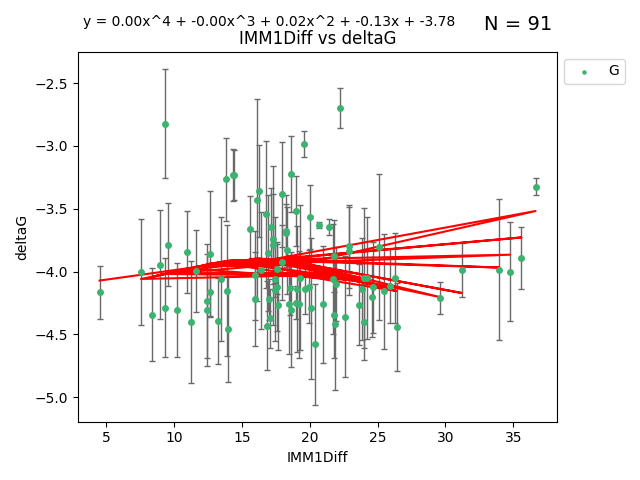 y = 0.00x^4 + -0.00x^3 + 0.02x^2 + -0.13x + -3.78
N = 91
IMM1Diff vs deltaG
G
deltaG
−2.5
−3.0
−3.5
−4.0
−4.5
−5.0
5 10 15 20 25 30 35
IMM1Diff